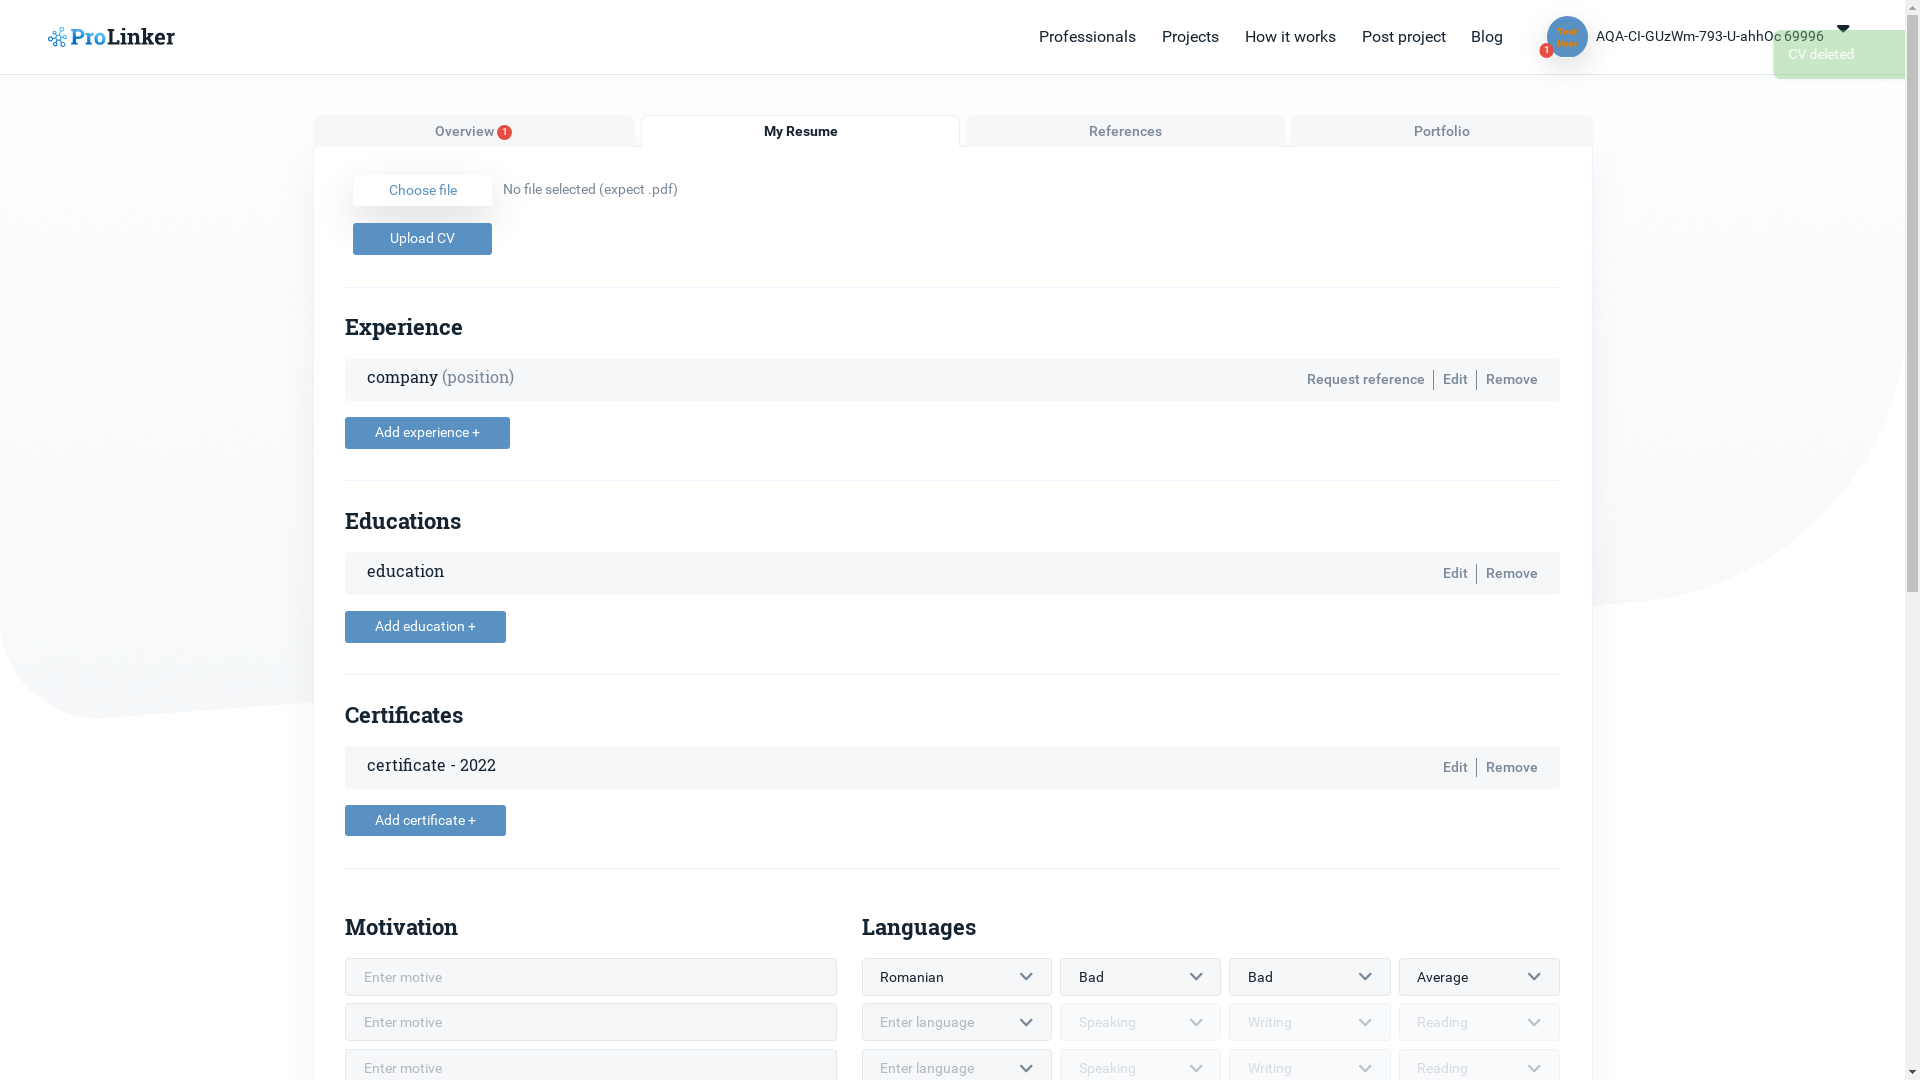 ProLinker
Professionals
Projects
How it works
Post project
Blog
Test
User
1
AQA-CI-GUzWm-793-U-ahhOc 69996
CV deleted
Overview 1
My Resume
References
Portfolio
Choose file
No file selected (expect .pdf)
Upload CV
Experience
company (position)
Request reference
Edit
Remove
Add experience +
Educations
education
Edit
Remove
Add education +
Certificates
certificate - 2022
Edit
Remove
Add certificate +
Motivation
Enter motive
Enter motive
Enter motive
Languages
Romanian
Bad
Bad
Average
Enter language
Speaking
Writing
Reading
Enter language
Speaking
Writing
Reading